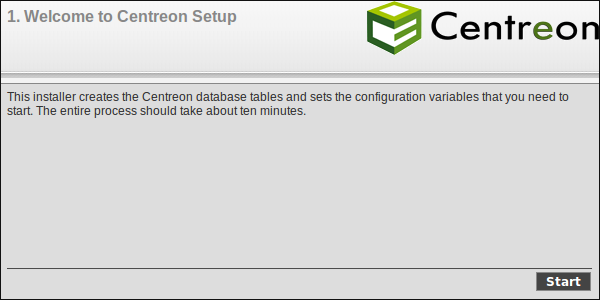 1. Welcome to Centreon Setup
Centreon
This installer creates the Centreon database tables and sets the configuration variables that you need to
start. The entire process should take about ten minutes.
Start